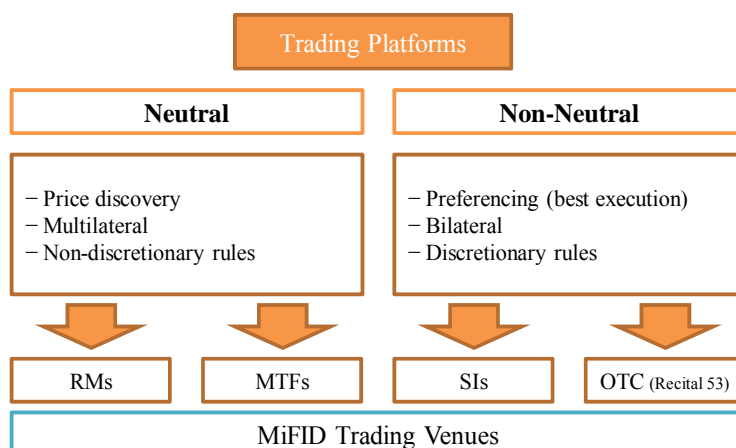 Trading Platforms
Neutral
Non-Neutral
− Price discovery
− Multilateral
− Non-discretionary rules
− Preferencing (best execution)
− Bilateral
− Discretionary rules
RMs
MTFs
SIs
OTC (Recital 53)
MiFID Trading Venues